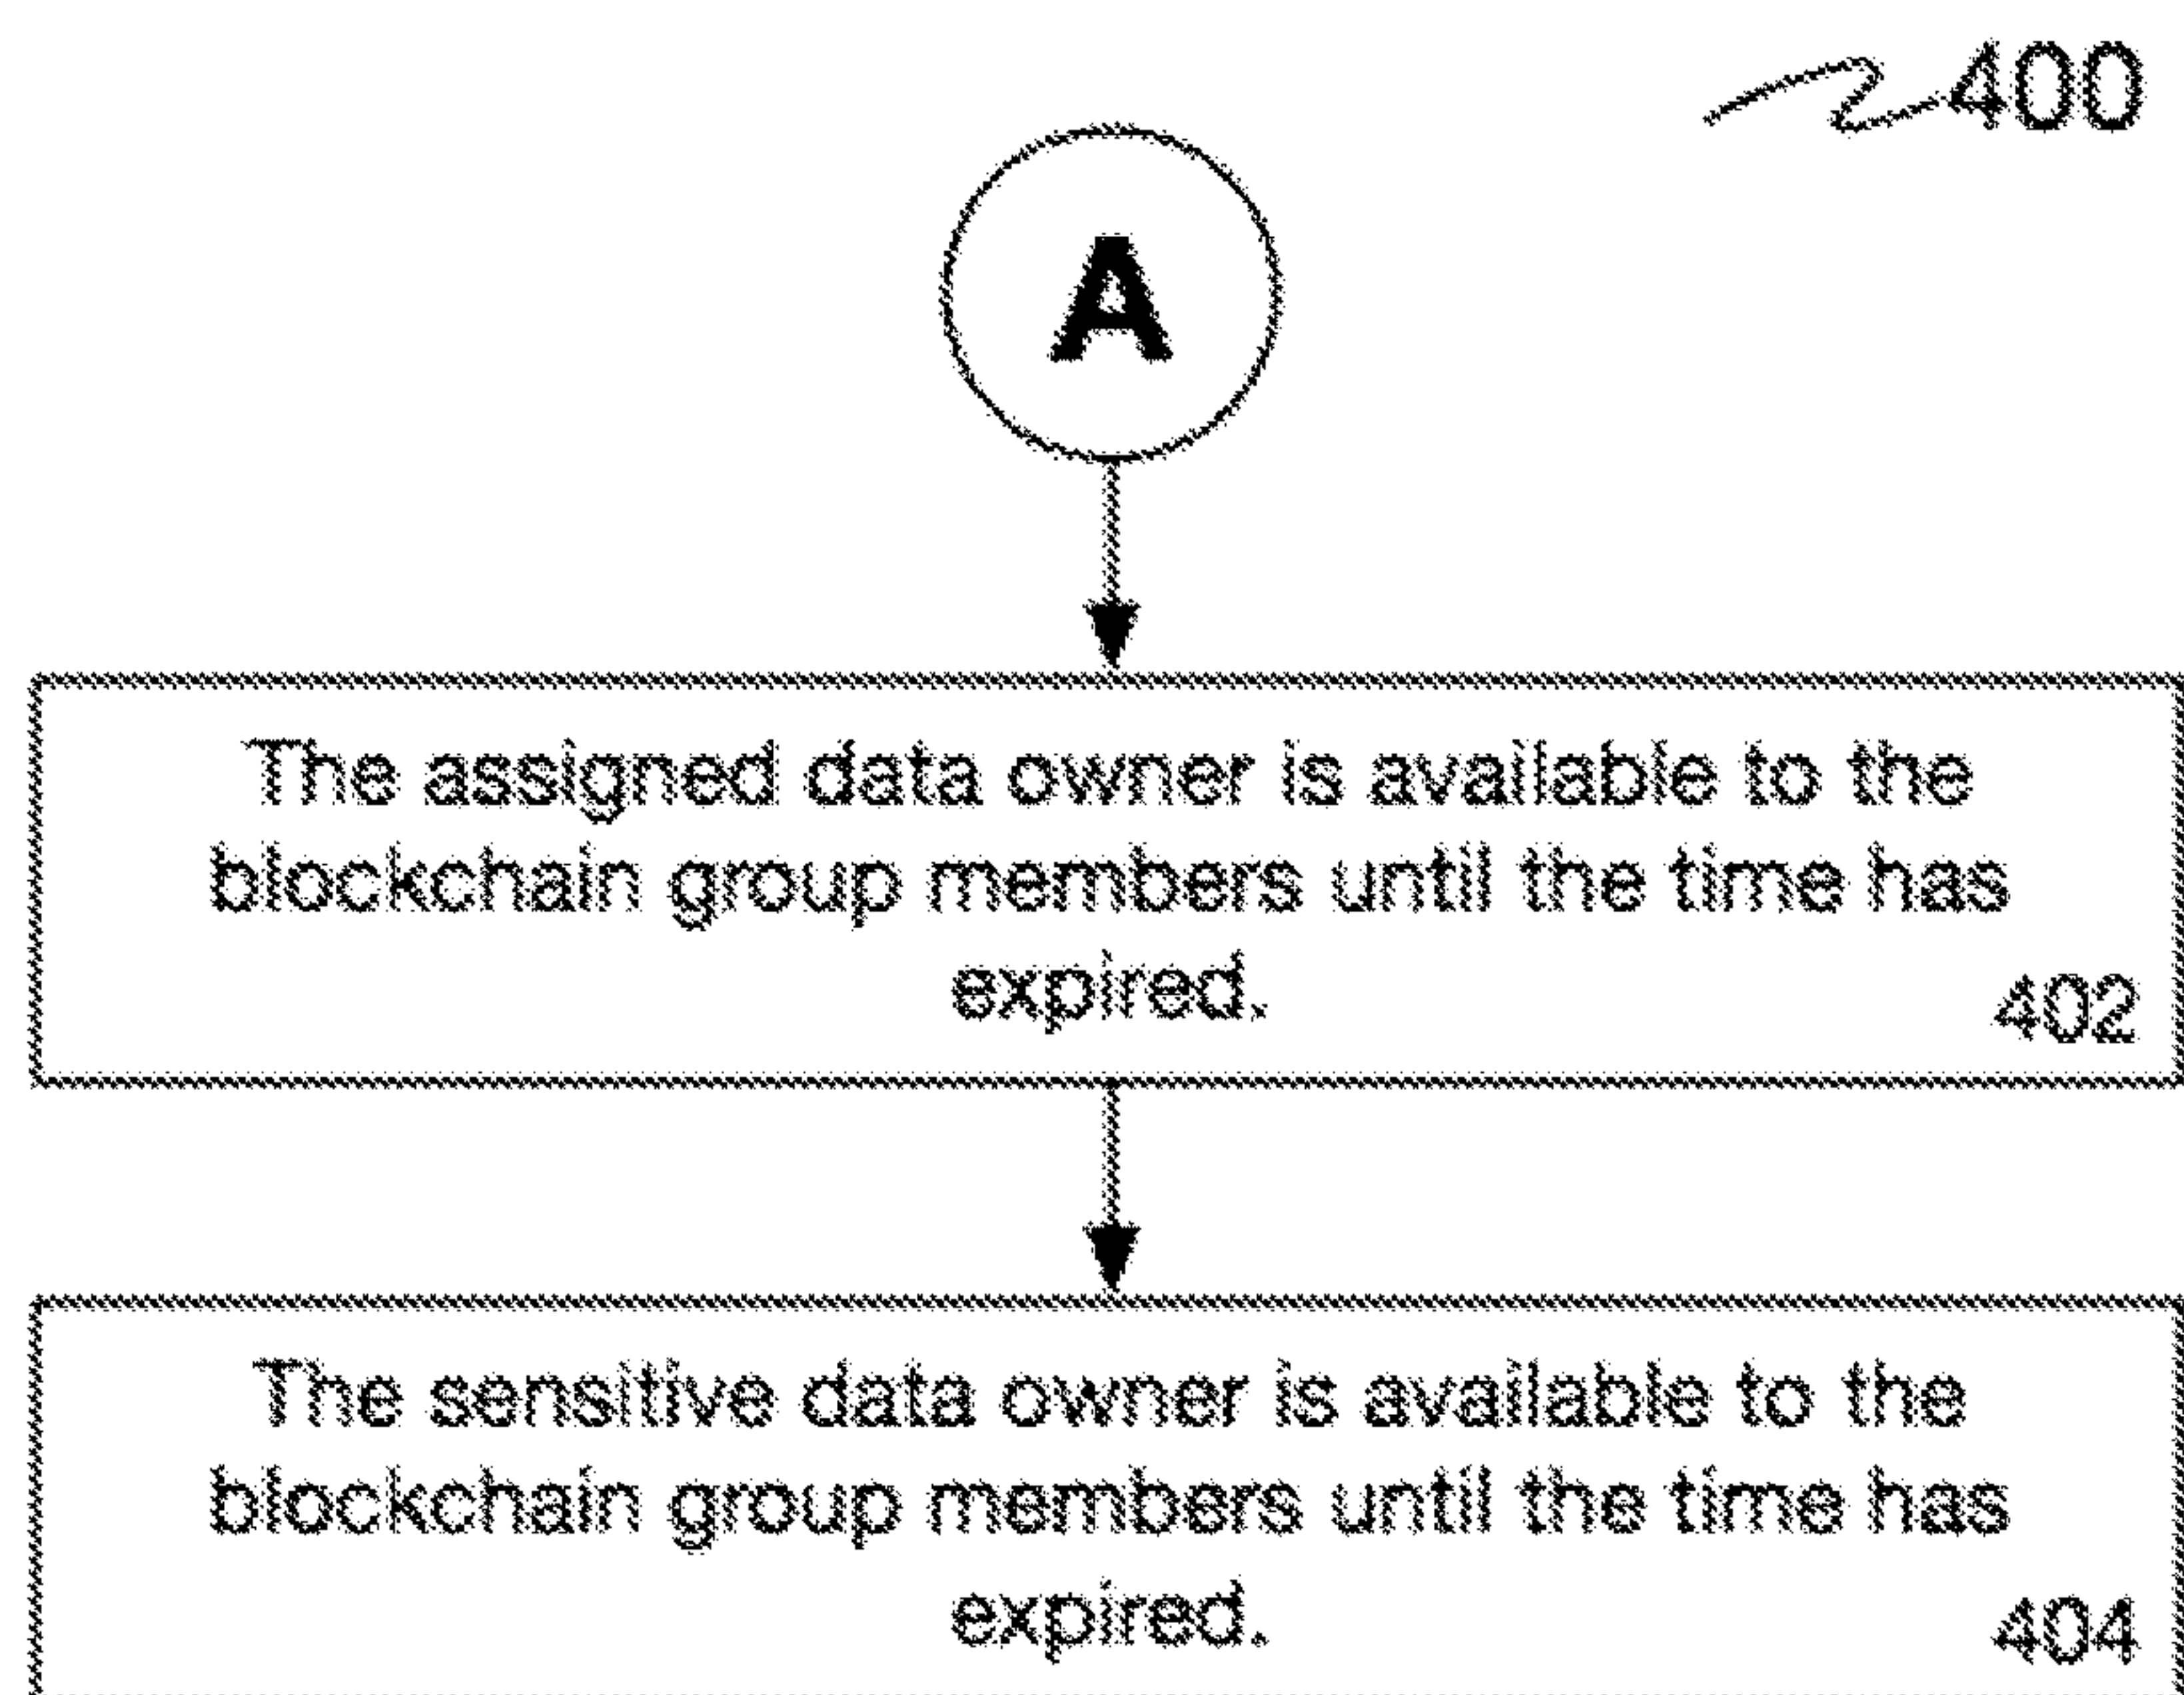 400
A
The assigned data owner is available to the
blockchain group members until the time has
expired.
402
The sensitive data owner is available to the
blockchain group members until the time has
expired.
404